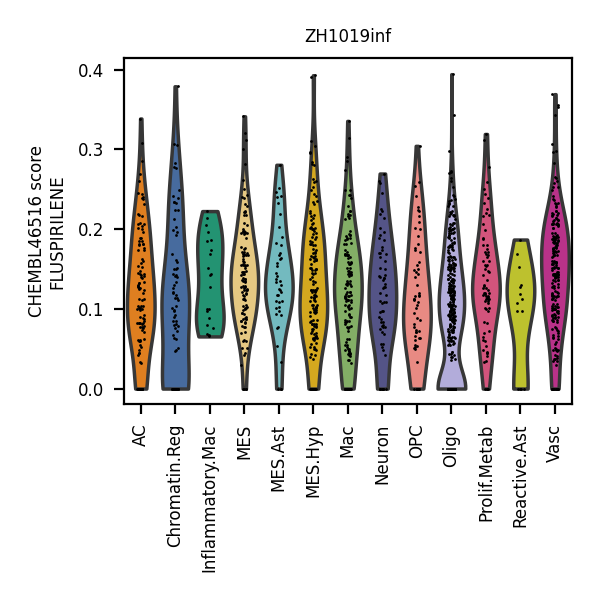 ZH1019inf
CHEMBL46516 score
FLUSPIRILENE
0.4
0.3
0.2
0.1
0.0
AC
Chromatin.Reg
Inflammatory.Mac
MES
MES.Ast
MES.Hyp
Mac
Neuron
OPC
Oligo
Prolif.Metab
Reactive.Ast
Vasc